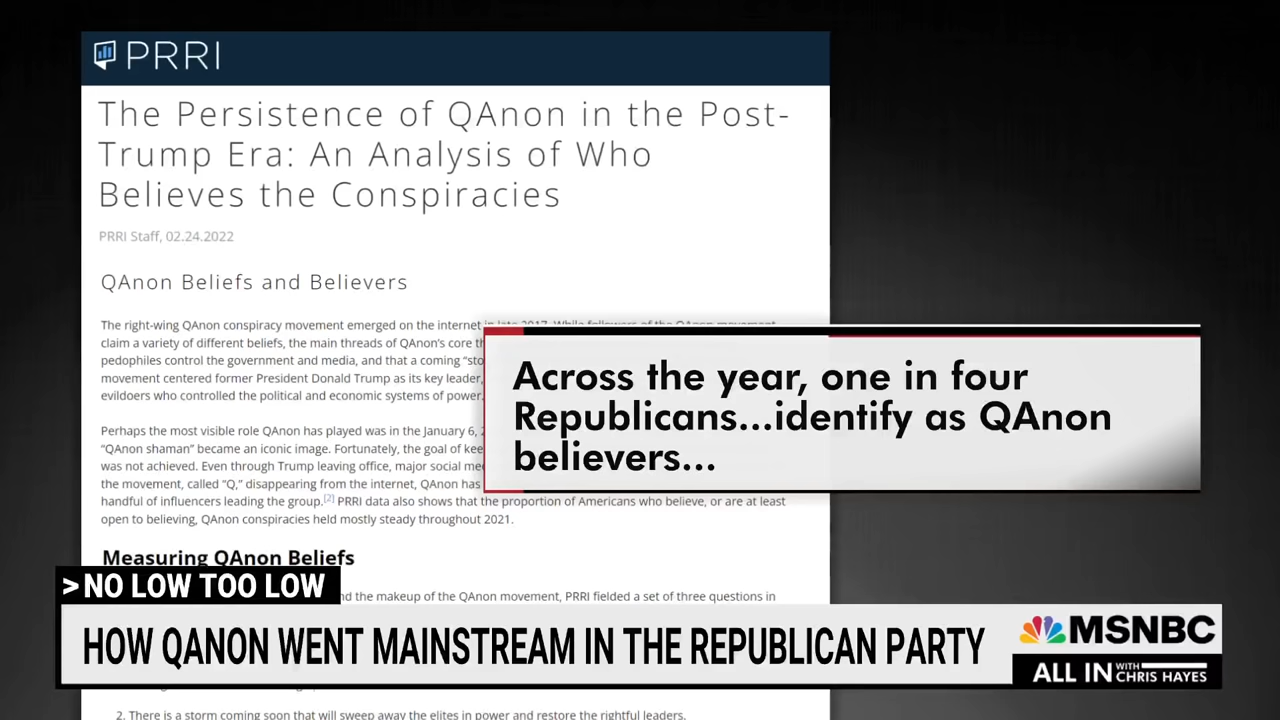 PRRI
The Persistence of QAnon in the Post-
Trump Era: An Analysis of Who
Believes the Conspiracies
PRRI Staff, 02.24.2022
QAnon Beliefs and Believers
The right-wing QAnon conspiracy movement emerged on the internet in late 2017. While followers of the QAnon movement
claim a variety of different beliefs, the main threads of QAnon's core
pedophiles control the government and media, and that a coming
movement centered former President Donald Trump as its key leader,
evildoers who controlled the political and economic systems of power.
Across the year, one in four
Republicans...identify as QAnon
believers...
Perhaps the most visible role QAnon has played was in the January 6,
"QAnon shaman" became an iconic image. Fortunately, the goal of
was not achieved. Even through Trump leaving office, major social
the movement, called "Q," disappearing from the internet, QAnon has
handful of influencers leading the group.[2] PRRI data also shows that the proportion of Americans who believe, or are at least
open to believing, QAnon conspiracies held mostly steady throughout 2021.
Measuring QAnon Beliefs
the makeup of the QAnon movement, PRRI fielded a set of three questions in
> NO LOW TOO LOW
HOW QANON WENT MAINSTREAM IN THE REPUBLICAN PARTY
MSNBC
ALL IN WITH CHRIS HAYES
2. There is a storm coming soon that will sweep away the elites in power and restore the rightful leaders.